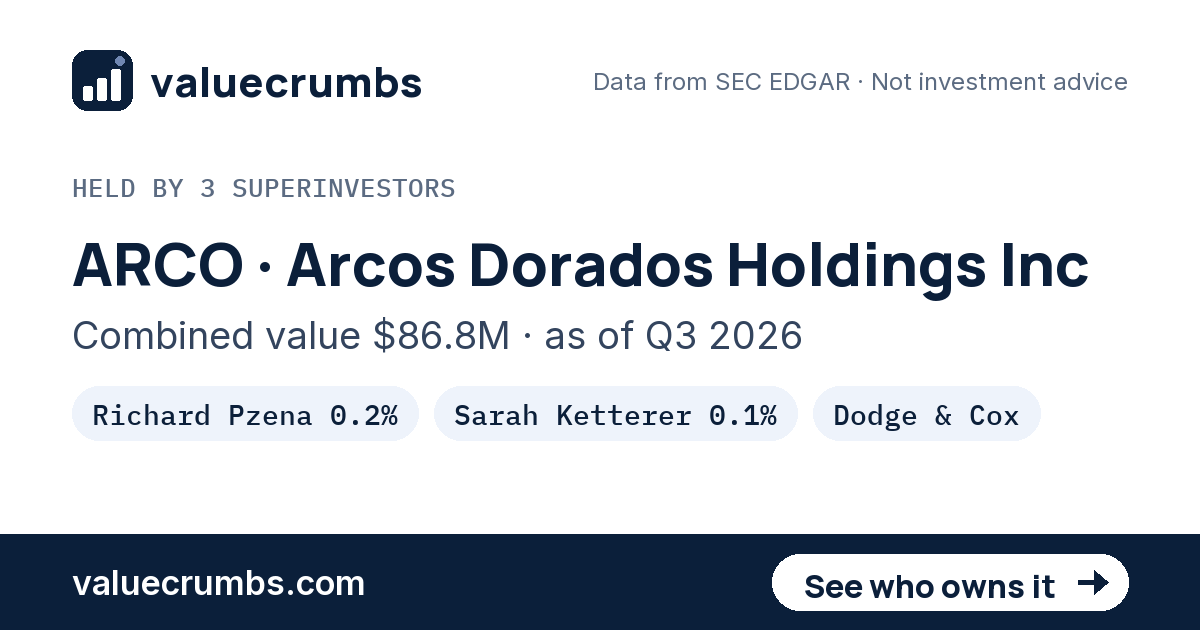 valuecrumbs
Data from SEC EDGAR · Not investment advice
HELD BY 3 SUPERINVESTORS
ARCO · Arcos Dorados Holdings Inc
Combined value $86.8M · as of Q3 2026
Richard Pzena 0.2%
Sarah Ketterer 0.1%
Dodge & Cox
valuecrumbs.com
See who owns it →